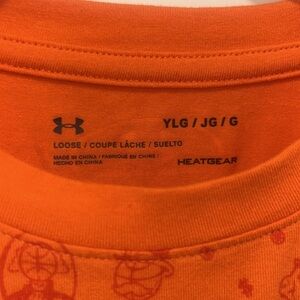 YLG / JG / G
LOOSE / COUPE LÂCHE / SUELTO
MADE IN CHINA / FABRIQUÉ EN CHINE /
HECHO EN CHINA
HEATGEAR